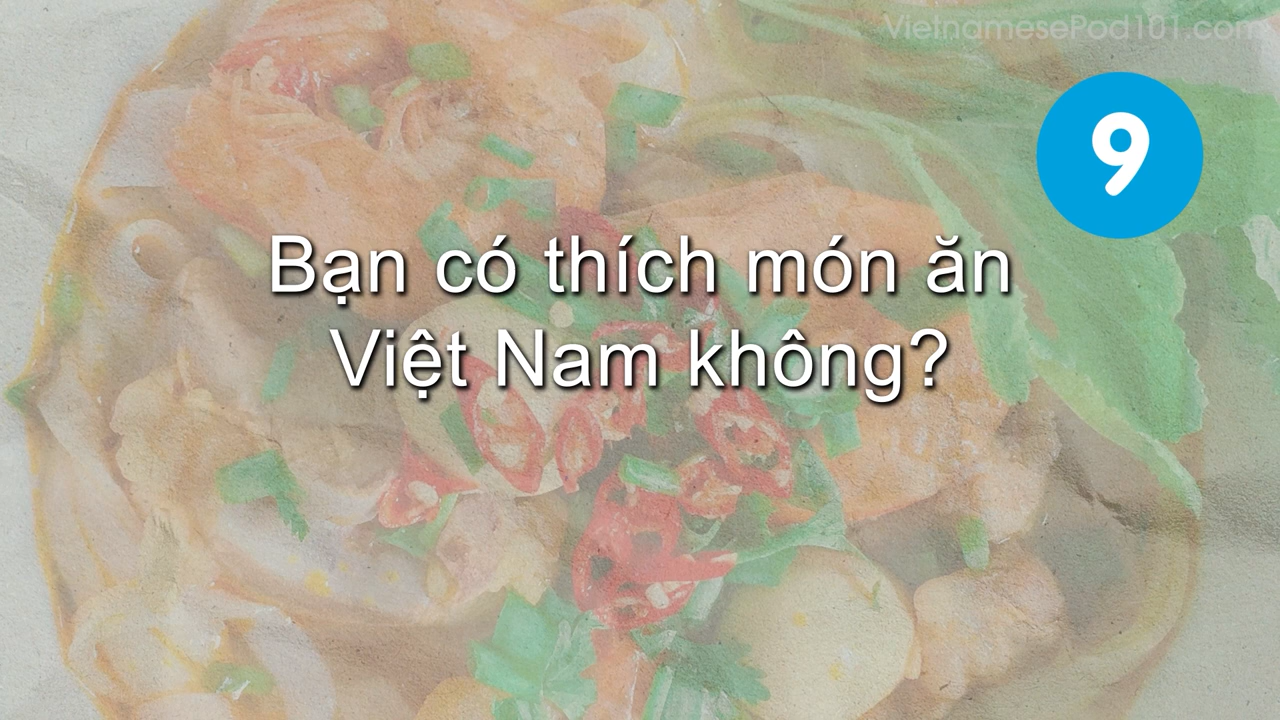 VietnamesePod101.com
9
Bạn có thích món ăn
Việt Nam không?